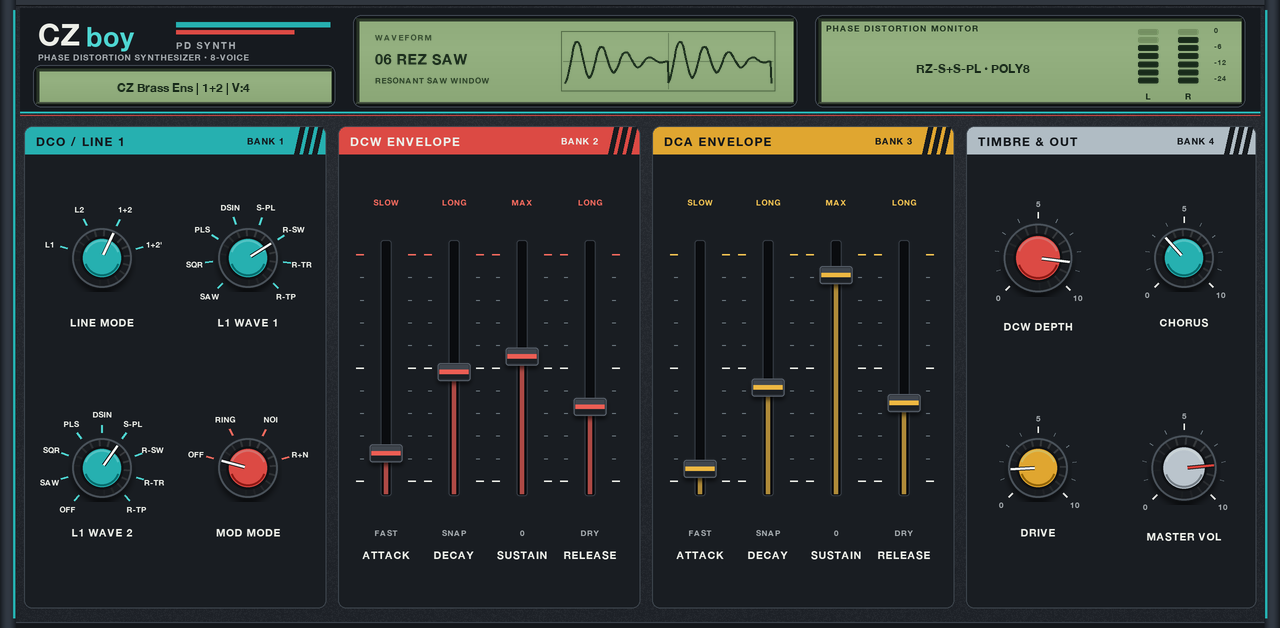 CZ boy
PD SYNTH
PHASE DISTORTION SYNTHESIZER · 8-VOICE
CZ Brass Ens | 1+2 | V:4
WAVEFORM
06 REZ SAW
RESONANT SAW WINDOW
PHASE DISTORTION MONITOR
RZ-S+S-PL · POLY8
0
-6
-12
-24
L R
DCO / LINE 1 BANK 1
L1 L2 1+2 1+2'
LINE MODE
SAW SQR PLS DSIN S-PL R-SW R-TR R-TP
L1 WAVE 1
OFF SAW SQR PLS DSIN S-PL R-SW R-TR R-TP
L1 WAVE 2
OFF RING NOI R+N
MOD MODE
DCW ENVELOPE BANK 2
SLOW LONG MAX LONG
FAST SNAP 0 DRY
ATTACK DECAY SUSTAIN RELEASE
DCA ENVELOPE BANK 3
SLOW LONG MAX LONG
FAST SNAP 0 DRY
ATTACK DECAY SUSTAIN RELEASE
TIMBRE & OUT BANK 4
0 5 10
DCW DEPTH
0 5 10
CHORUS
0 5 10
DRIVE
0 5 10
MASTER VOL